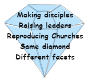 Making disciples
Raising leaders
Reproducing Churches
Same diamond
Different facets